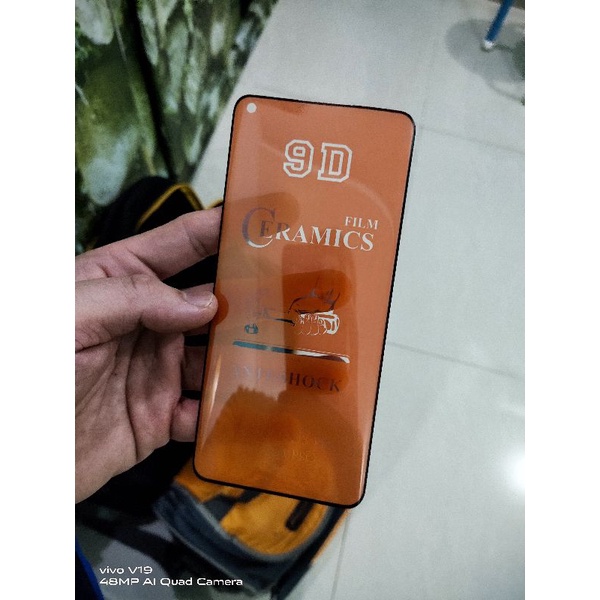 9D
CERAMICS
FILM
vivo V19
48MP AI Quad Camera